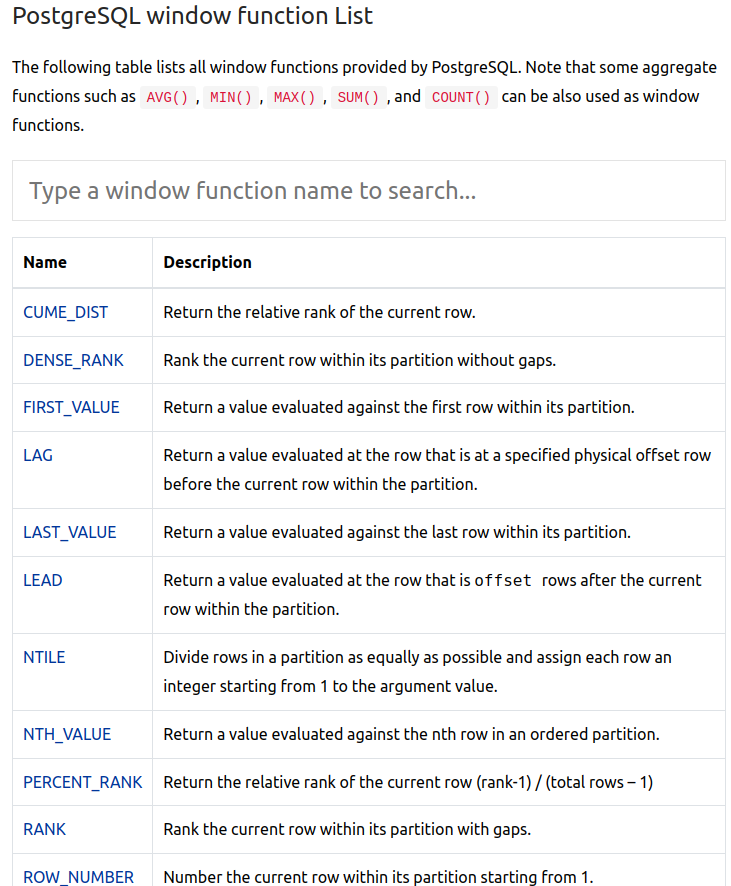 PostgreSQL window function List
The following table lists all window functions provided by PostgreSQL. Note that some aggregate
functions such as AVG() , MIN() , MAX() , SUM() , and COUNT() can be also used as window
functions.
Type a window function name to search...
Name Description
CUME_DIST Return the relative rank of the current row.
DENSE_RANK Rank the current row within its partition without gaps.
FIRST_VALUE Return a value evaluated against the first row within its partition.
LAG Return a value evaluated at the row that is at a specified physical offset row
before the current row within the partition.
LAST_VALUE Return a value evaluated against the last row within its partition.
LEAD Return a value evaluated at the row that is offset rows after the current
row within the partition.
NTILE Divide rows in a partition as equally as possible and assign each row an
integer starting from 1 to the argument value.
NTH_VALUE Return a value evaluated against the nth row in an ordered partition.
PERCENT_RANK Return the relative rank of the current row (rank-1) / (total rows – 1)
RANK Rank the current row within its partition with gaps.
ROW_NUMBER Number the current row within its partition starting from 1.